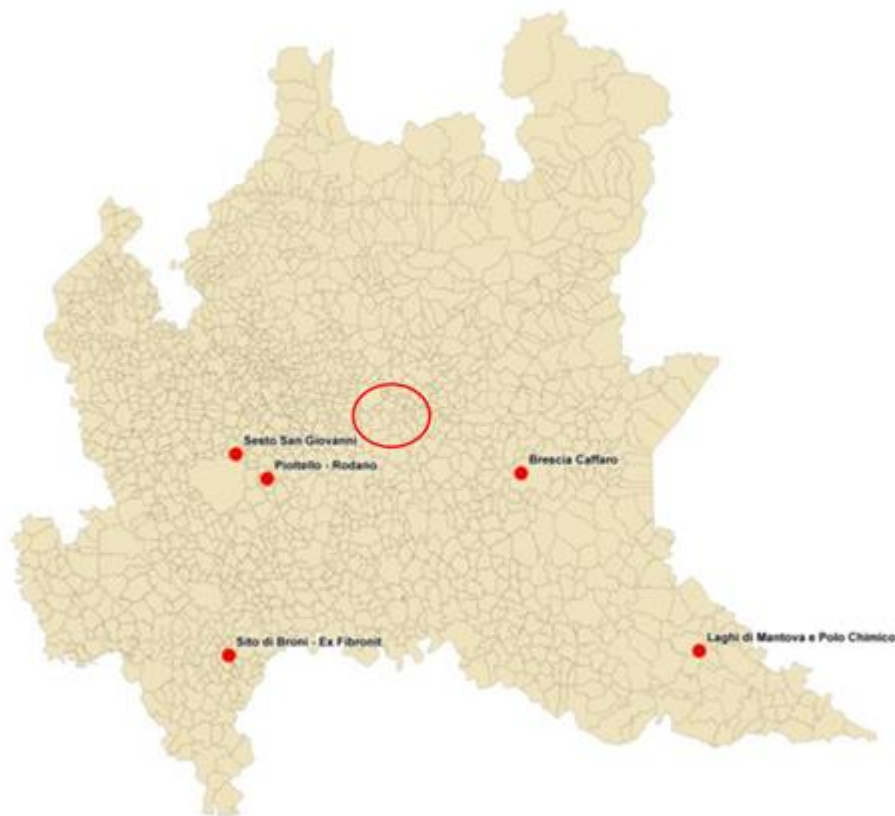 Sesto San Giovanni
Pioltello - Rodano
Brescia Caffaro
Sito di Broni - Ex Fibronit
Laghi di Mantova e Polo Chimico